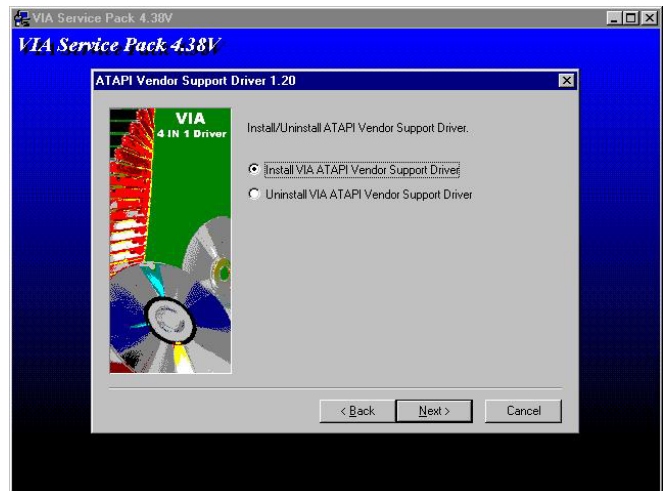 VIA Service Pack 4.38V
VIA Service Pack 4.38V
ATAPI Vendor Support Driver 1.20
VIA
4 IN 1 Driver
Install/Uninstall ATAPI Vendor Support Driver.
Install VIA ATAPI Vendor Support Driver
Uninstall VIA ATAPI Vendor Support Driver
< Back
Next >
Cancel